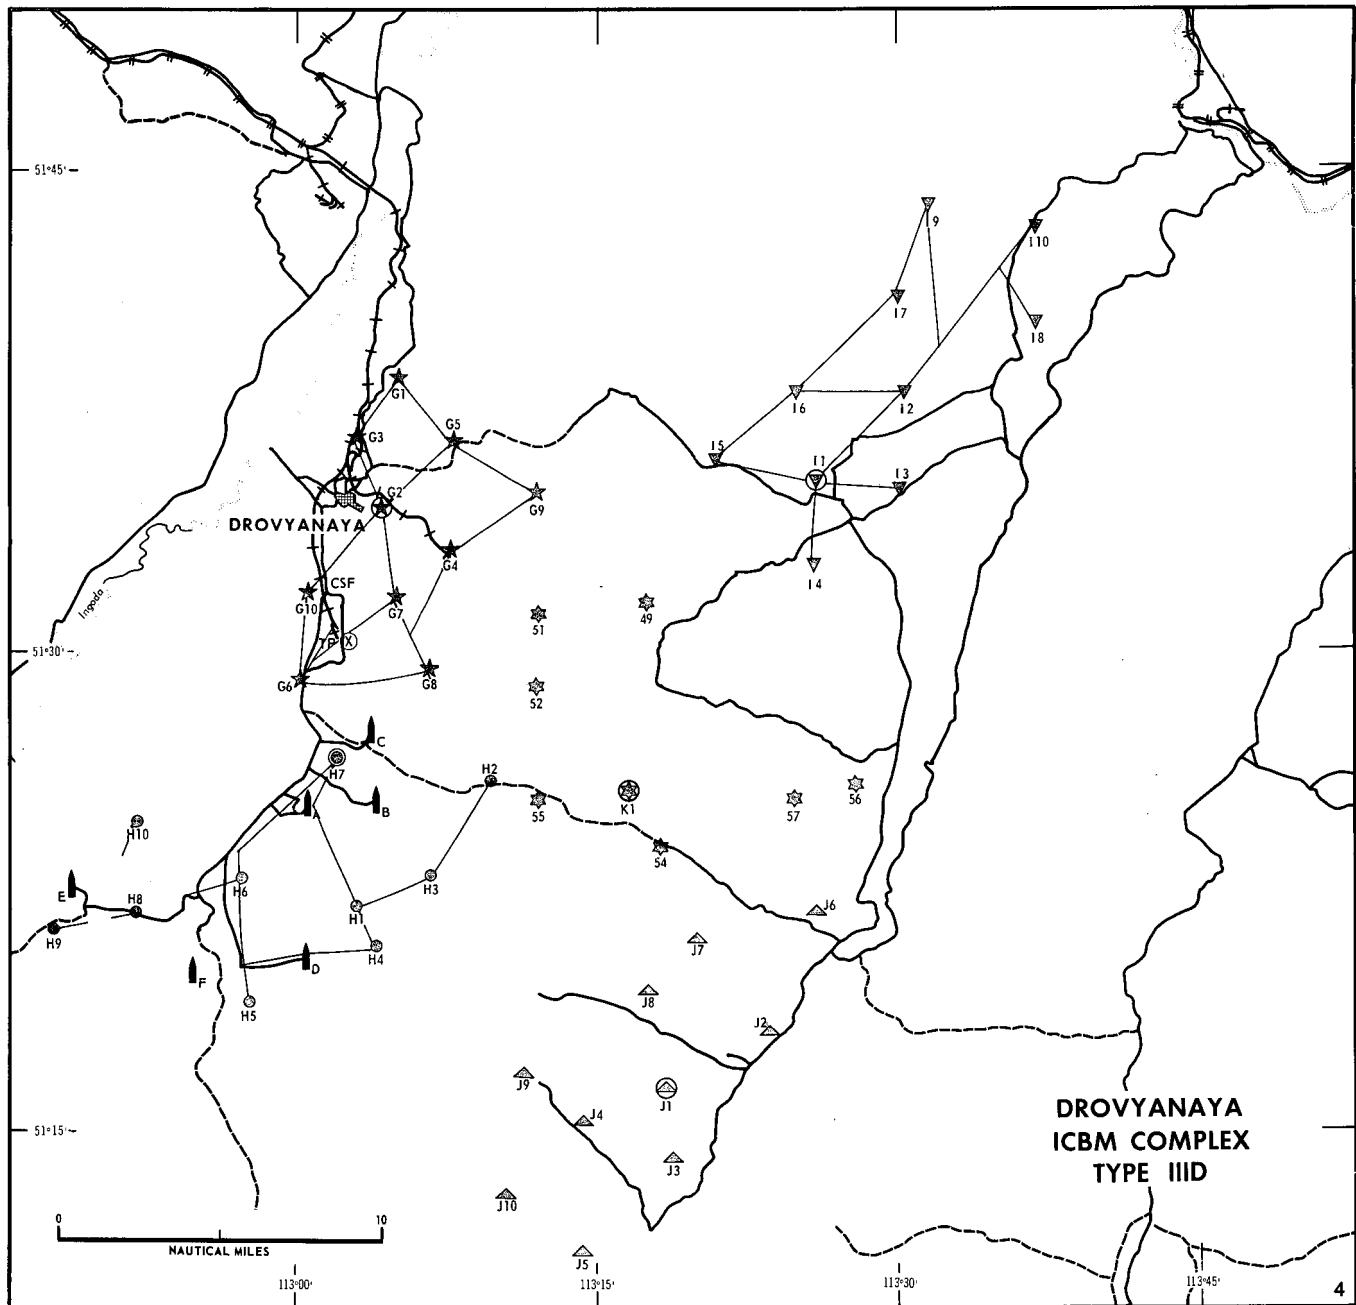 51°45'
I9
I10
I7
I8
G1
I6
I2
G3
G5
I5
I1
I3
G2
G9
DROVYANAYA
G4
I4
CSF
G10
G7
51
49
Ingoda
TP
X
51°30'
G6
G8
52
C
H7
H2
K1
56
A
B
55
57
H10
54
E
H6
H3
H8
H1
J6
H9
H4
J7
D
F
H5
J8
J2
J9
J1
DROVYANAYA
ICBM COMPLEX
TYPE IIID
J4
51°15'
J3
J10
0
10
NAUTICAL MILES
J5
113°00'
113°15'
113°30'
113°45'
4